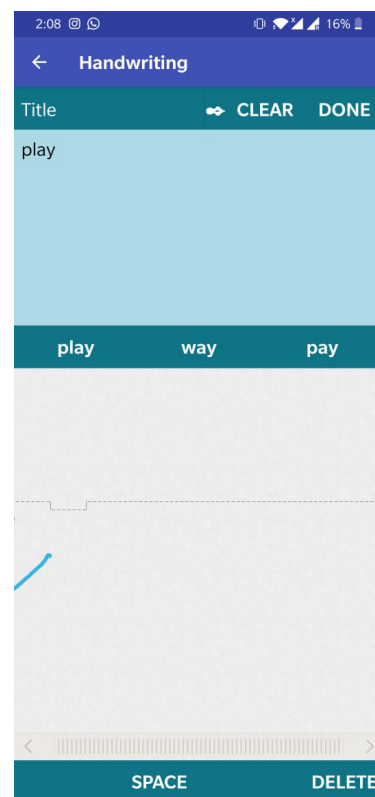 2:08 16%
Handwriting
Title CLEAR DONE
play
play way pay
SPACE DELETE